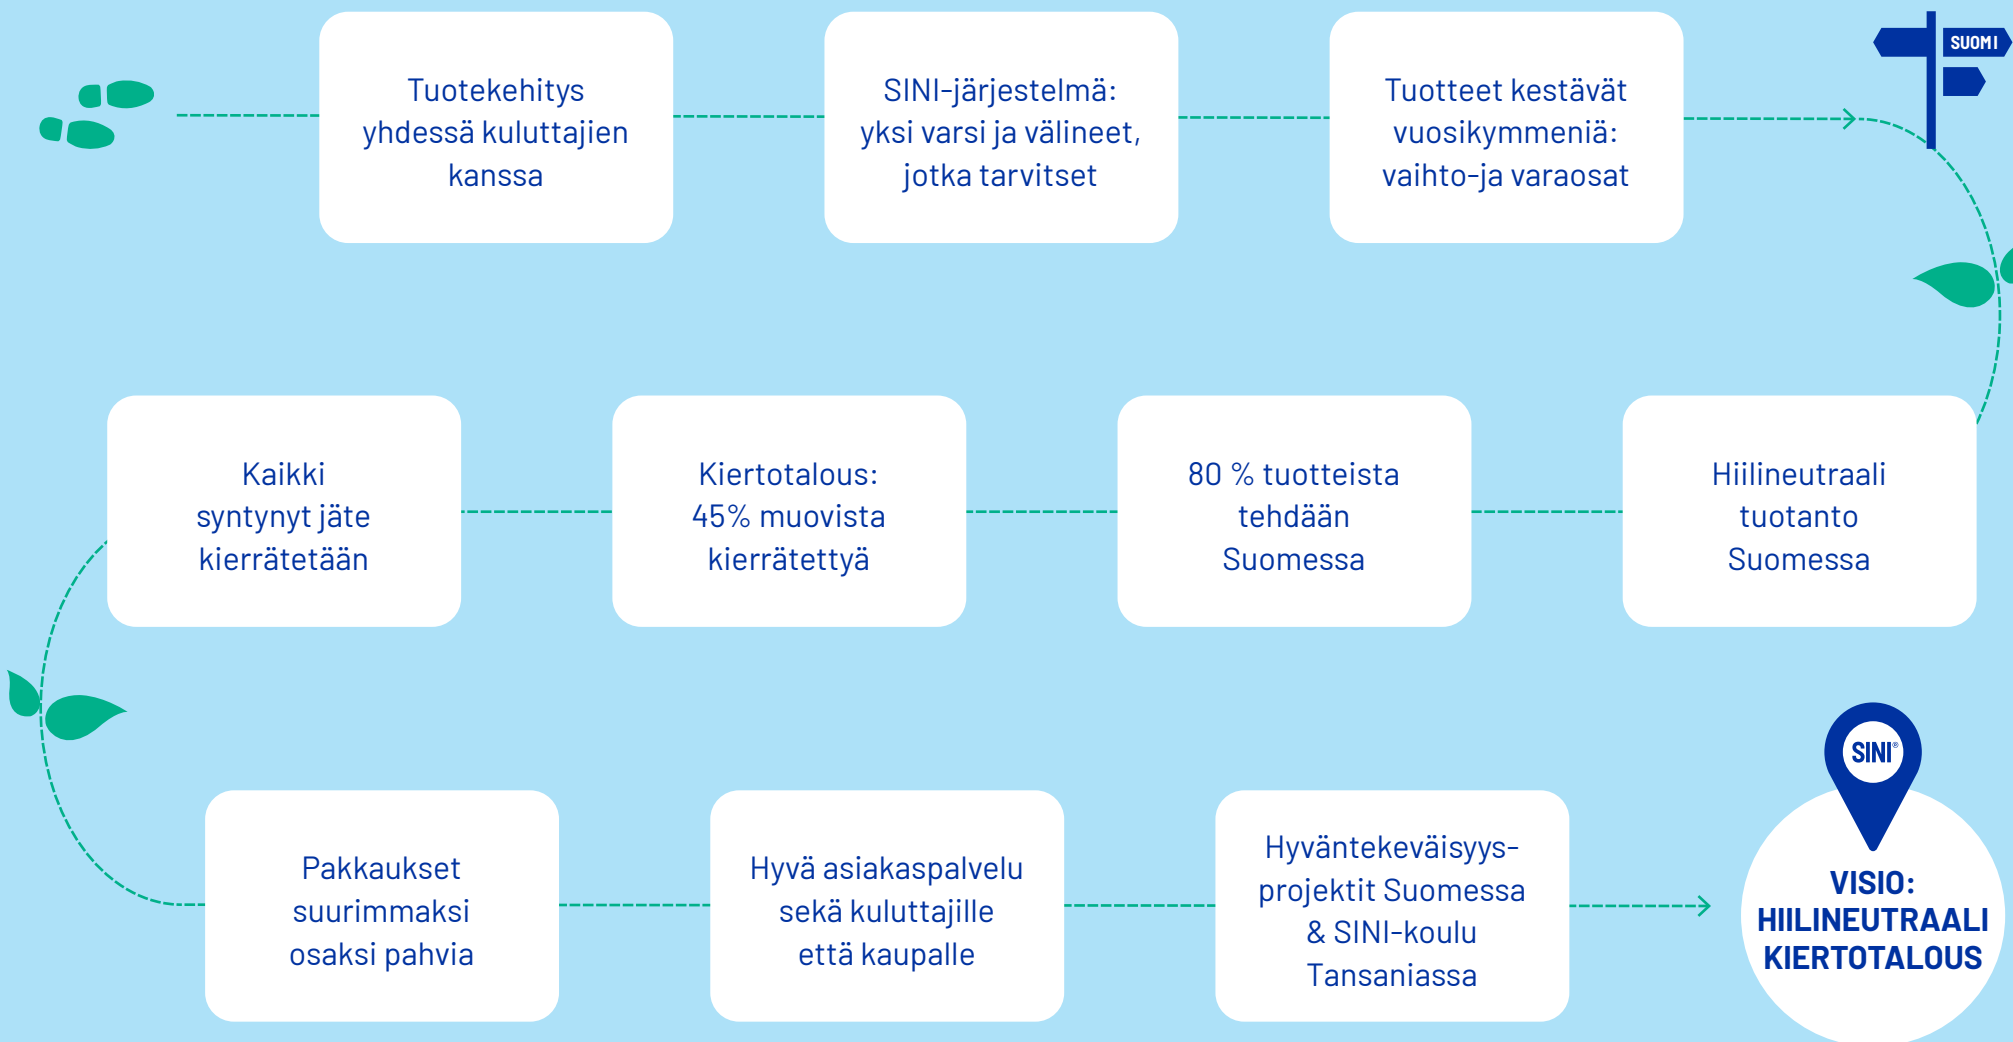 Tuotekehitys
yhdessä kuluttajien
kanssa
SINI-järjestelmä:
yksi varsi ja välineet,
jotka tarvitset
Tuotteet kestävät
vuosikymmeniä:
vaihto-ja varaosat
SUOMI
Hiilineutraali
tuotanto
Suomessa
80 % tuotteista
tehdään
Suomessa
Kiertotalous:
45% muovista
kierrätettyä
Kaikki
syntynyt jäte
kierrätetään
Pakkaukset
suurimmaksi
osaksi pahvia
Hyvä asiakaspalvelu
sekä kuluttajille
että kaupalle
Hyväntekeväisyys-
projektit Suomessa
& SINI-koulu
Tansaniassa
SINI®
VISIO:
HIILINEUTRAALI
KIERTOTALOUS